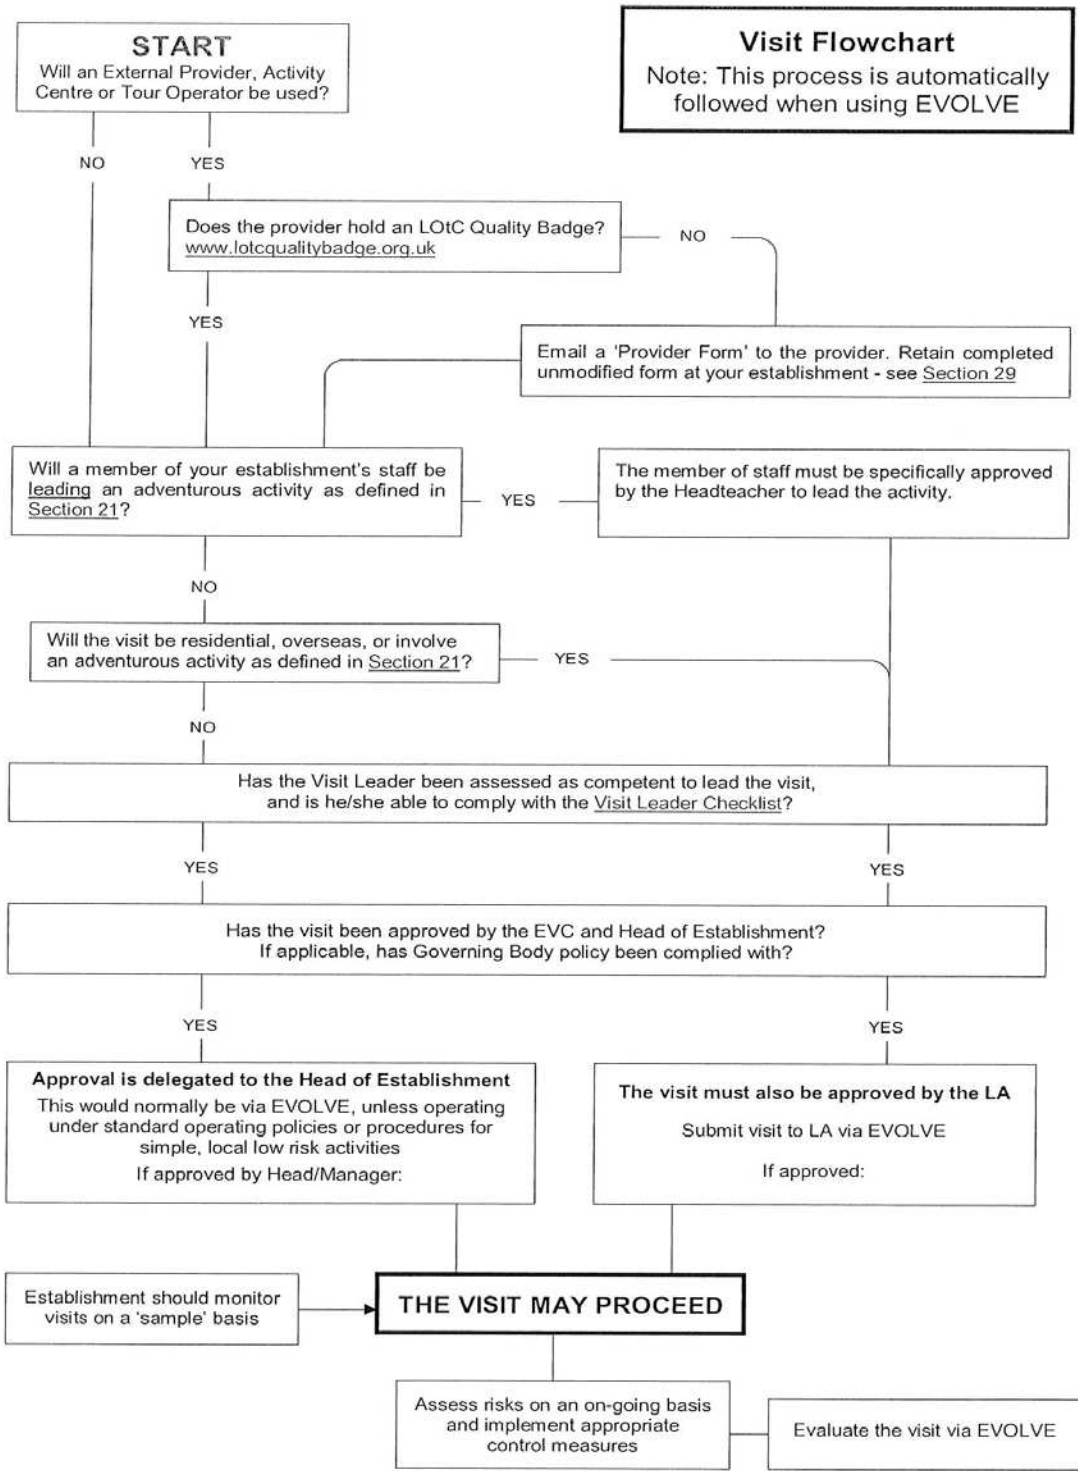 START
Will an External Provider, Activity
Centre or Tour Operator be used?
Visit Flowchart
Note: This process is automatically
followed when using EVOLVE
NO
YES
Does the provider hold an LOtC Quality Badge?
www.lotcqualitybadge.org.uk
NO
YES
Email a 'Provider Form' to the provider. Retain completed
unmodified form at your establishment - see Section 29
Will a member of your establishment's staff be
leading an adventurous activity as defined in
Section 21?
YES
The member of staff must be specifically approved
by the Headteacher to lead the activity.
NO
Will the visit be residential, overseas, or involve
an adventurous activity as defined in Section 21?
YES
NO
Has the Visit Leader been assessed as competent to lead the visit,
and is he/she able to comply with the Visit Leader Checklist?
YES
YES
Has the visit been approved by the EVC and Head of Establishment?
If applicable, has Governing Body policy been complied with?
YES
YES
Approval is delegated to the Head of Establishment
This would normally be via EVOLVE, unless operating
under standard operating policies or procedures for
simple, local low risk activities
If approved by Head/Manager:
The visit must also be approved by the LA
Submit visit to LA via EVOLVE
If approved:
Establishment should monitor
visits on a 'sample' basis
THE VISIT MAY PROCEED
Assess risks on an on-going basis
and implement appropriate
control measures
Evaluate the visit via EVOLVE